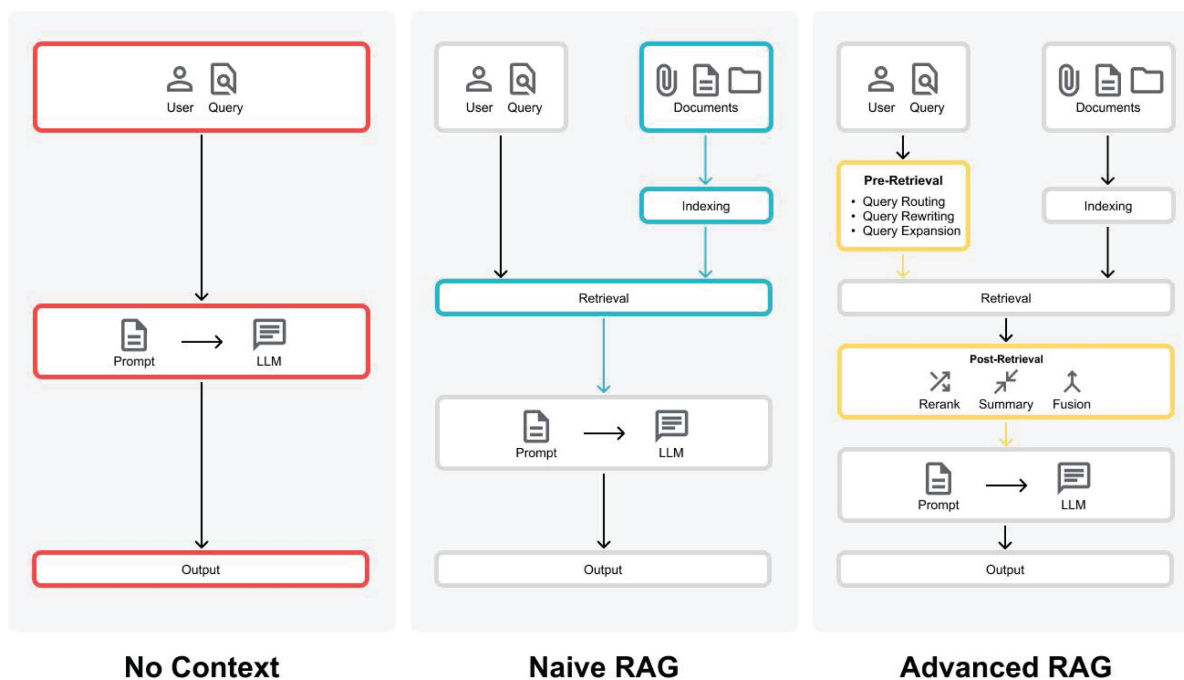 User Query
Prompt LLM
Output
No Context
User Query
Documents
Indexing
Retrieval
Prompt LLM
Output
Naive RAG
User Query
Documents
Pre-Retrieval
• Query Routing
• Query Rewriting
• Query Expansion
Indexing
Retrieval
Post-Retrieval
Rerank Summary Fusion
Prompt LLM
Output
Advanced RAG